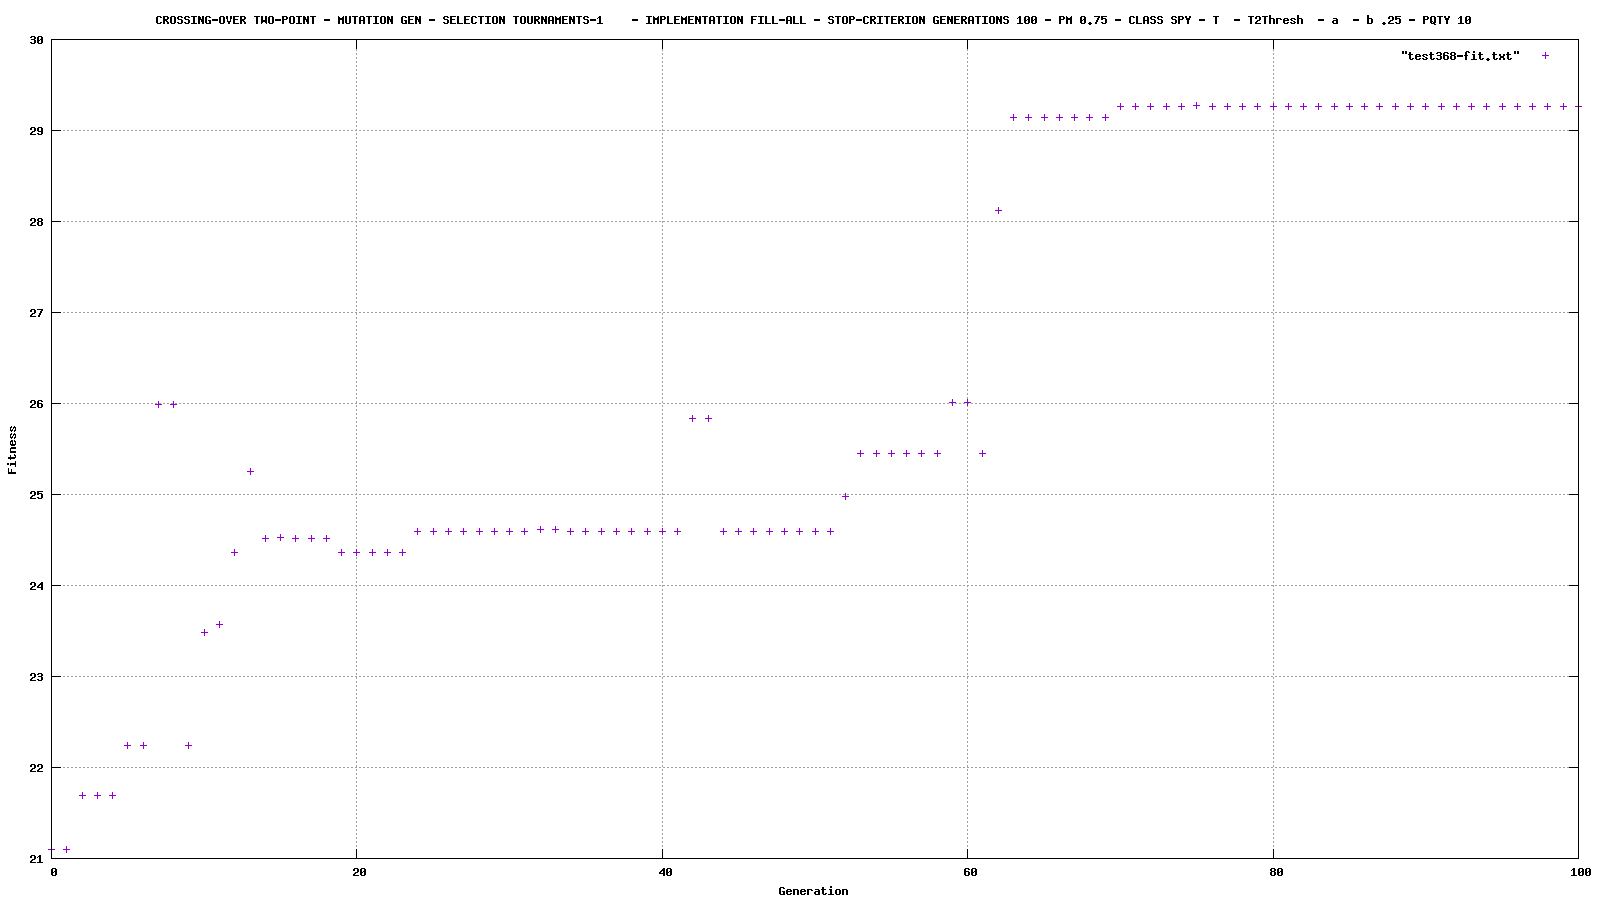 CROSSING-OVER TWO-POINT - MUTATION GEN - SELECTION TOURNAMENTS-1 - IMPLEMENTATION FILL-ALL - STOP-CRITERION GENERATIONS 100 - PM 0.75 - CLASS SPY - T - T2Thresh - a - b .25 - PQTY 10
"test368-fit.txt"
30
29
28
27
26
25
24
23
22
21
Fitness
0 20 40 60 80 100
Generation